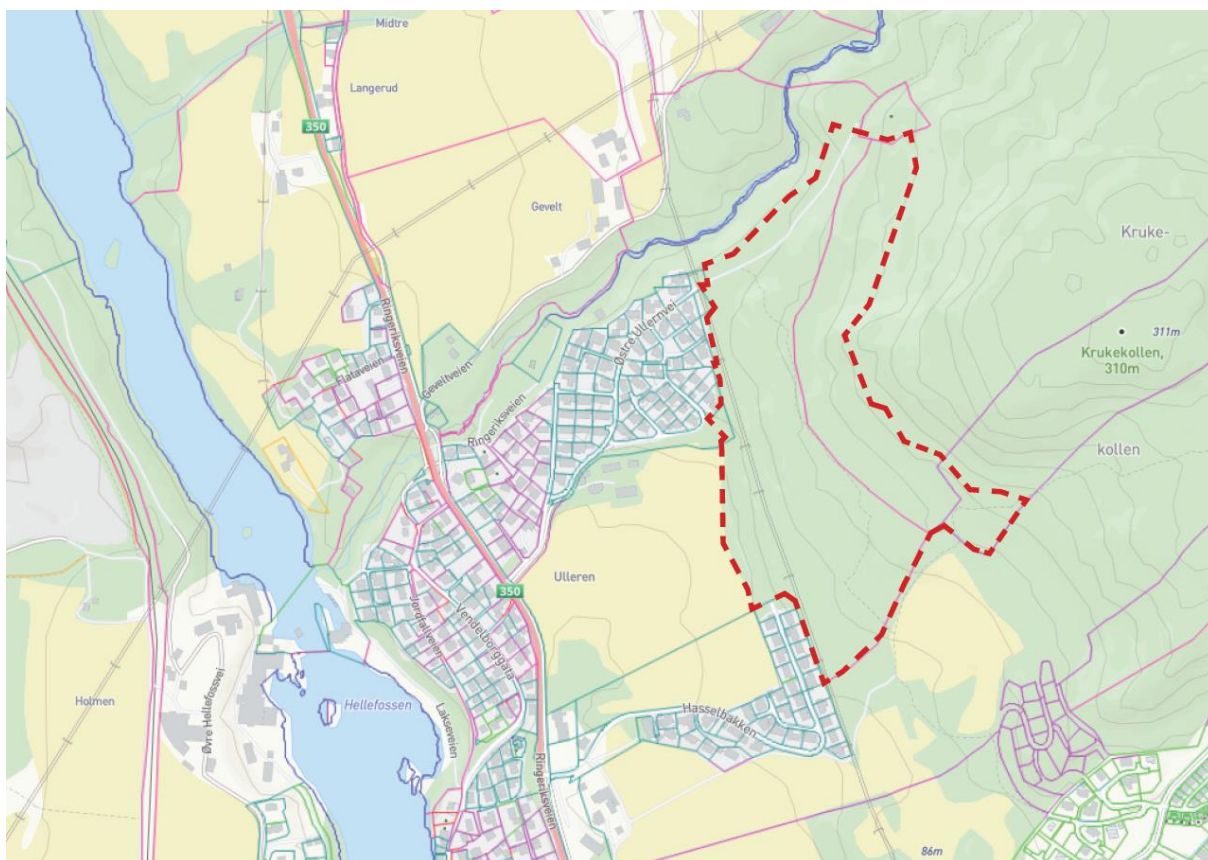 Midtre
Langerud
350
Gevelt
Kruke-
311m
Krukekollen,
310m
kollen
Østre Ullernvei
Ringeriksveien
Flataveien
Geveltveien
Ringeriksveien
Ulleren
350
Jordfallveien
Vendelborggata
Holmen
Øvre Hellefossvei
Hellefossen
Lakseveien
Hasselbakken
Ringeriksveien
86m